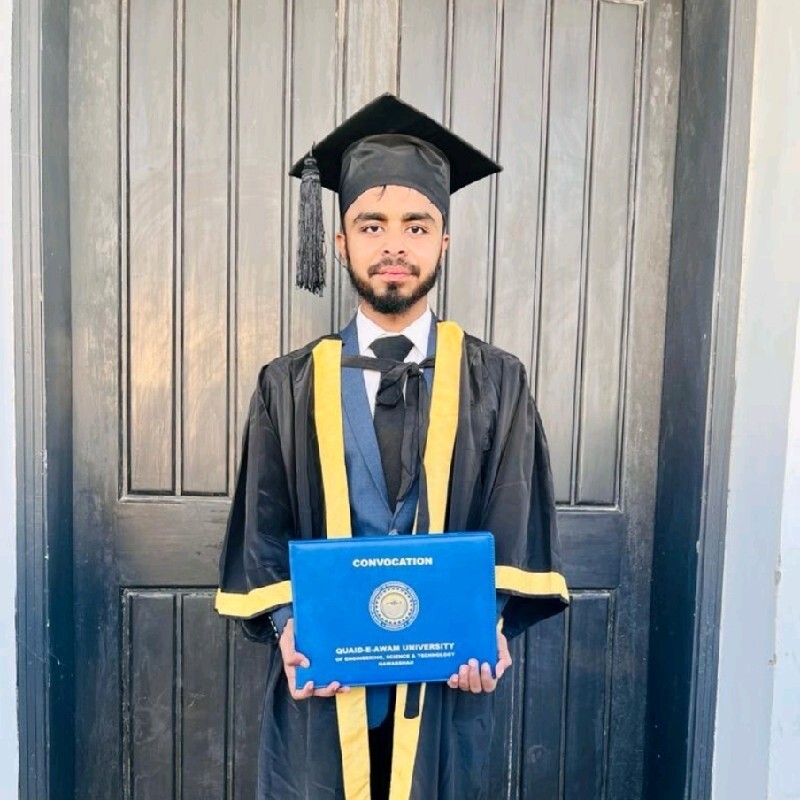 CONVOCATION
QUAID-E-AWAM UNIVERSITY
OF ENGINEERING, SCIENCE & TECHNOLOGY
NAWABSHAH